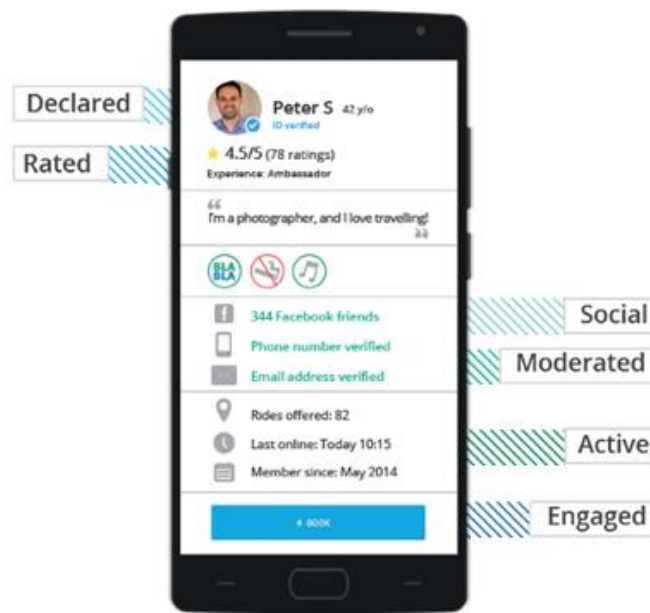 Declared
Rated
Peter S 42 y/o
ID verified
4.5/5 (78 ratings)
Experience: Ambassador
“
I'm a photographer, and I love travelling!
”
BLA
BLA
344 Facebook friends
Phone number verified
Email address verified
Rides offered: 82
Last online: Today 10:15
Member since: May 2014
BOOK
Social
Moderated
Active
Engaged